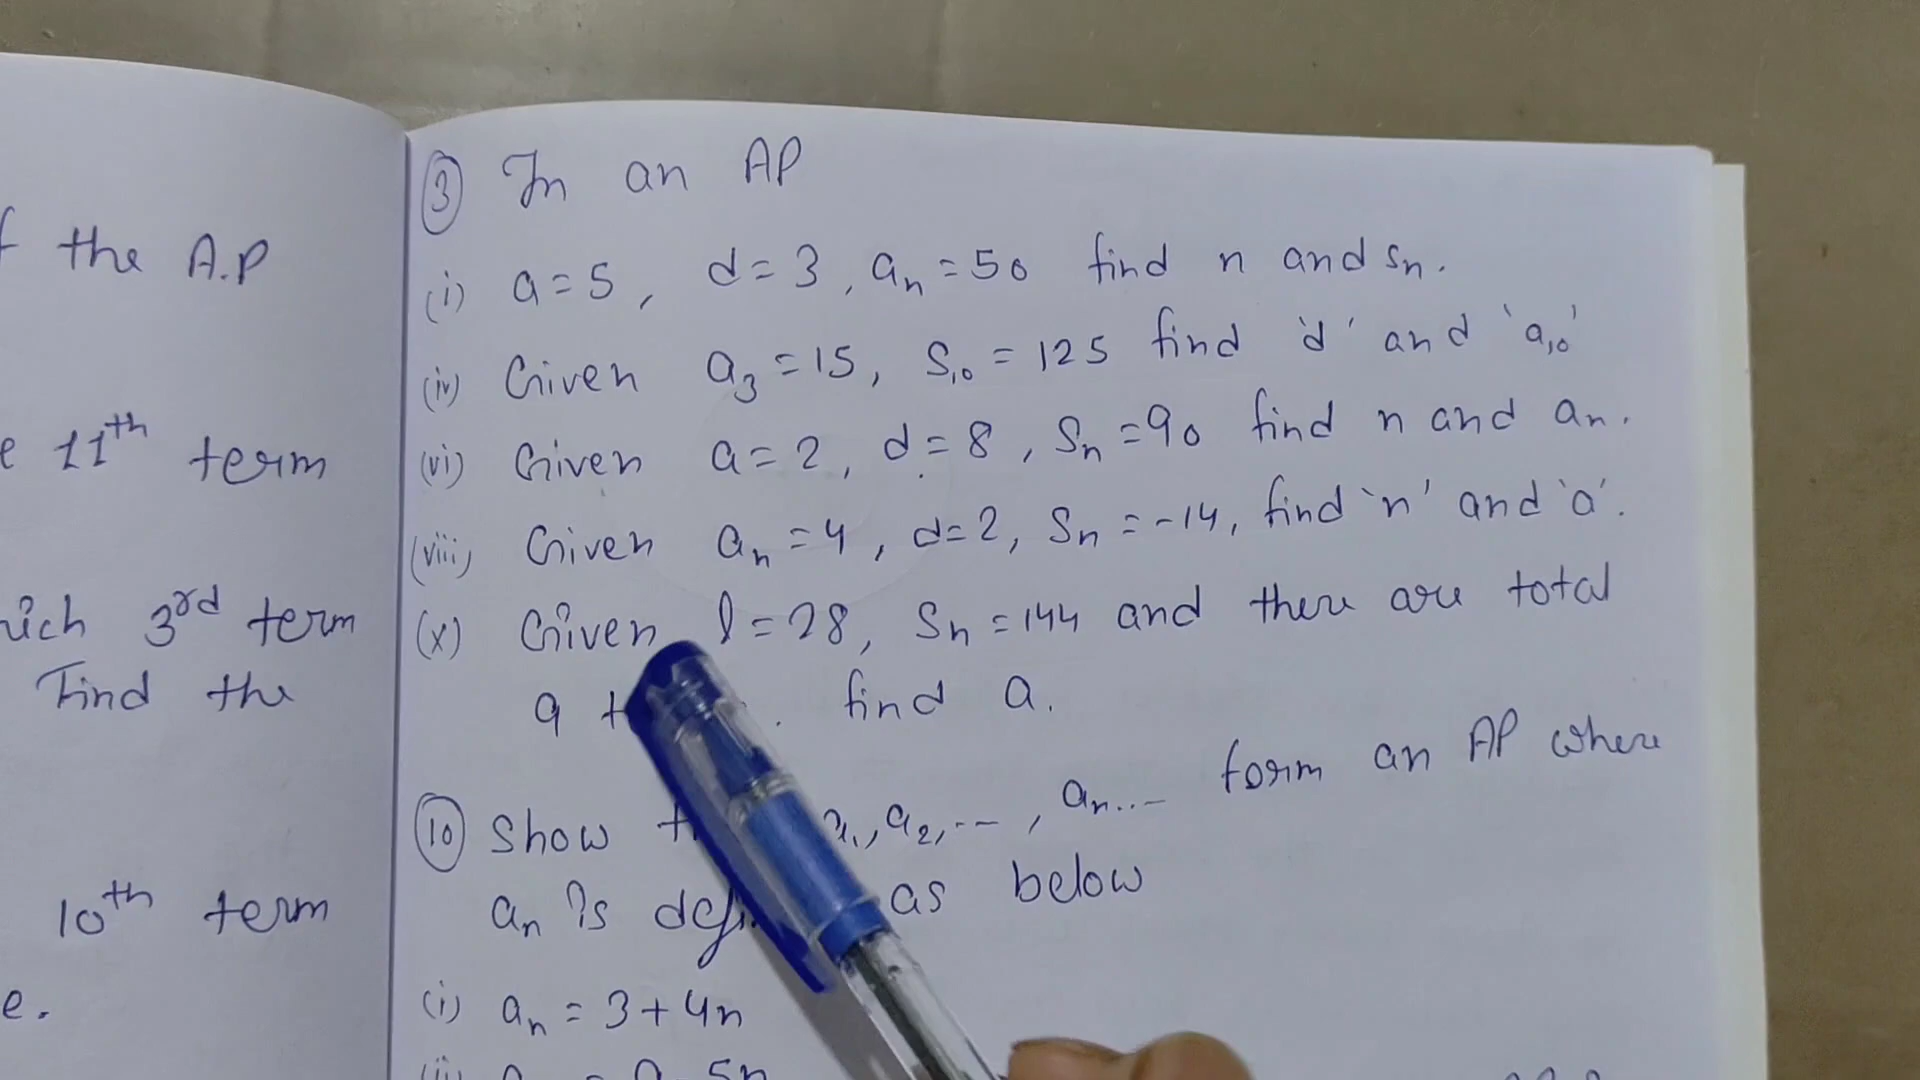 f the A.P
e 11th term
uich 3rd term
Find the
10th term
e.
③ In an AP
(i) a = 5, d = 3, an = 50 find n and Sn.
(iv) Given a3 = 15, S10 = 125 find 'd' and 'a10'
(vi) Given a = 2, d = 8, Sn = 90 find n and an.
(viii) Given an = 4, d = 2, Sn = -14, find 'n' and 'a'.
(x) Given l = 28, Sn = 144 and there are total
9 find a.
⑩ Show a1, a2, ---, an... form an AP where
an is as below
(i) an = 3 + 4n